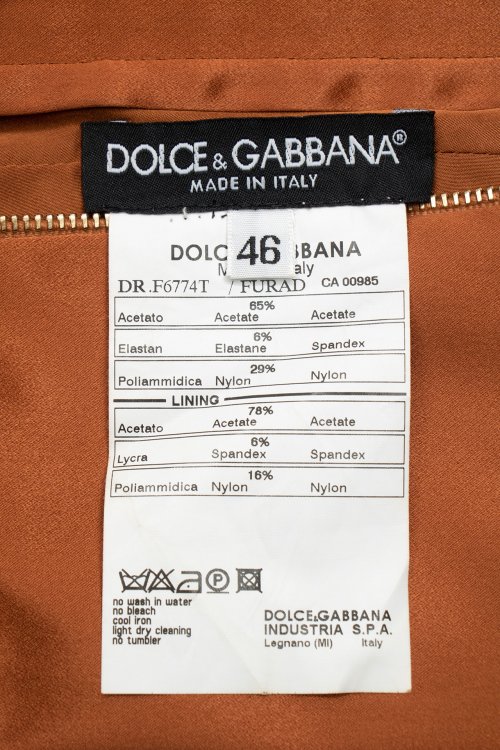 DOLCE & GABBANA®
MADE IN ITALY
46
DOLC BBANA
M aly
DR.F6774T / FURAD CA 00985
65%
Acetato Acetate Acetate
6%
Elastan Elastane Spandex
29%
Poliammidica Nylon Nylon
LINING
78%
Acetato Acetate Acetate
6%
Lycra Spandex Spandex
16%
Poliammidica Nylon Nylon
no wash in water
no bleach
cool iron
light dry cleaning
no tumbler
DOLCE&GABBANA
INDUSTRIA S.P.A.
Legnano (MI) Italy